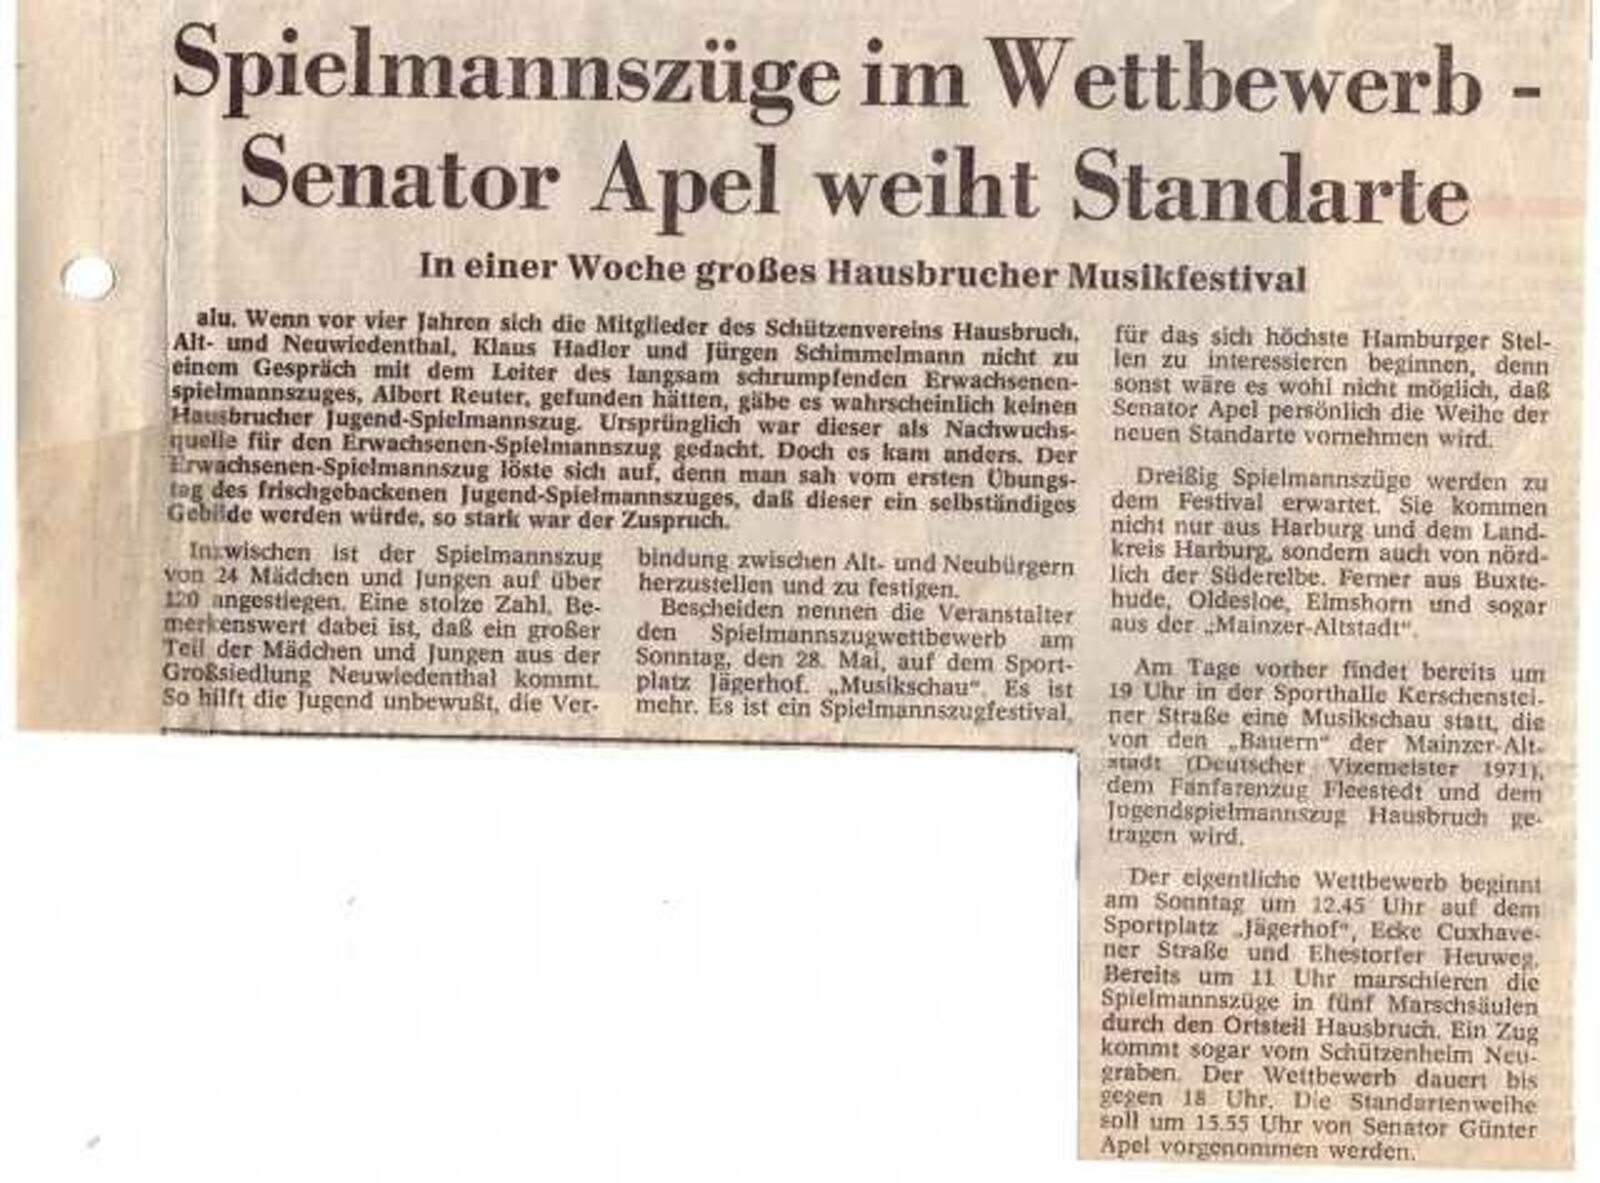 Spielmannszüge im Wettbewerb -
Senator Apel weiht Standarte
In einer Woche großes Hausbrucher Musikfestival
alu. Wenn vor vier Jahren sich die Mitglieder des Schützenvereins Hausbruch,
Alt- und Neuwiedenthal, Klaus Hadler und Jürgen Schimmelmann nicht zu
einem Gespräch mit dem Leiter des langsam schrumpfenden Erwachsenen-
spielmannszuges, Albert Reuter, gefunden hätten, gäbe es wahrscheinlich keinen
Hausbrucher Jugend-Spielmannszug. Ursprünglich war dieser als Nachwuchs-
quelle für den Erwachsenen-Spielmannszug gedacht. Doch es kam anders. Der
Erwachsenen-Spielmannszug löste sich auf, denn man sah vom ersten Übungs-
tag des frischgebackenen Jugend-Spielmannszuges, daß dieser ein selbständiges
Gebilde werden würde, so stark war der Zuspruch.
Inzwischen ist der Spielmannszug
von 24 Mädchen und Jungen auf über
120 angestiegen. Eine stolze Zahl. Be-
merkenswert dabei ist, daß ein großer
Teil der Mädchen und Jungen aus der
Großsiedlung Neuwiedenthal kommt.
So hilft die Jugend unbewußt, die Ver-
bindung zwischen Alt- und Neubürgern
herzustellen und zu festigen.
Bescheiden nennen die Veranstalter
den Spielmannszugwettbewerb am
Sonntag, den 28. Mai, auf dem Sport-
platz Jägerhof. „Musikschau“. Es ist
mehr. Es ist ein Spielmannszugfestival,
für das sich höchste Hamburger Stel-
len zu interessieren beginnen, denn
sonst wäre es wohl nicht möglich, daß
Senator Apel persönlich die Weihe der
neuen Standarte vornehmen wird.
Dreißig Spielmannszüge werden zu
dem Festival erwartet. Sie kommen
nicht nur aus Harburg und dem Land-
kreis Harburg, sondern auch von nörd-
lich der Süderelbe. Ferner aus Buxte-
hude, Oldesloe, Elmshorn und sogar
aus der „Mainzer-Altstadt“.
Am Tage vorher findet bereits um
19 Uhr in der Sporthalle Kerschenstei-
ner Straße eine Musikschau statt, die
von den „Bauern“ der Mainzer-Alt-
stadt (Deutscher Vizemeister 1971),
dem Fanfarenzug Fleestedt und dem
Jugendspielmannszug Hausbruch ge-
tragen wird.
Der eigentliche Wettbewerb beginnt
am Sonntag um 12.45 Uhr auf dem
Sportplatz „Jägerhof“, Ecke Cuxhave-
ner Straße und Ehestorfer Heuweg.
Bereits um 11 Uhr marschieren die
Spielmannszüge in fünf Marschsäulen
durch den Ortsteil Hausbruch. Ein Zug
kommt sogar vom Schützenheim Neu-
graben. Der Wettbewerb dauert bis
gegen 18 Uhr. Die Standartenweihe
soll um 15.55 Uhr von Senator Günter
Apel vorgenommen werden.